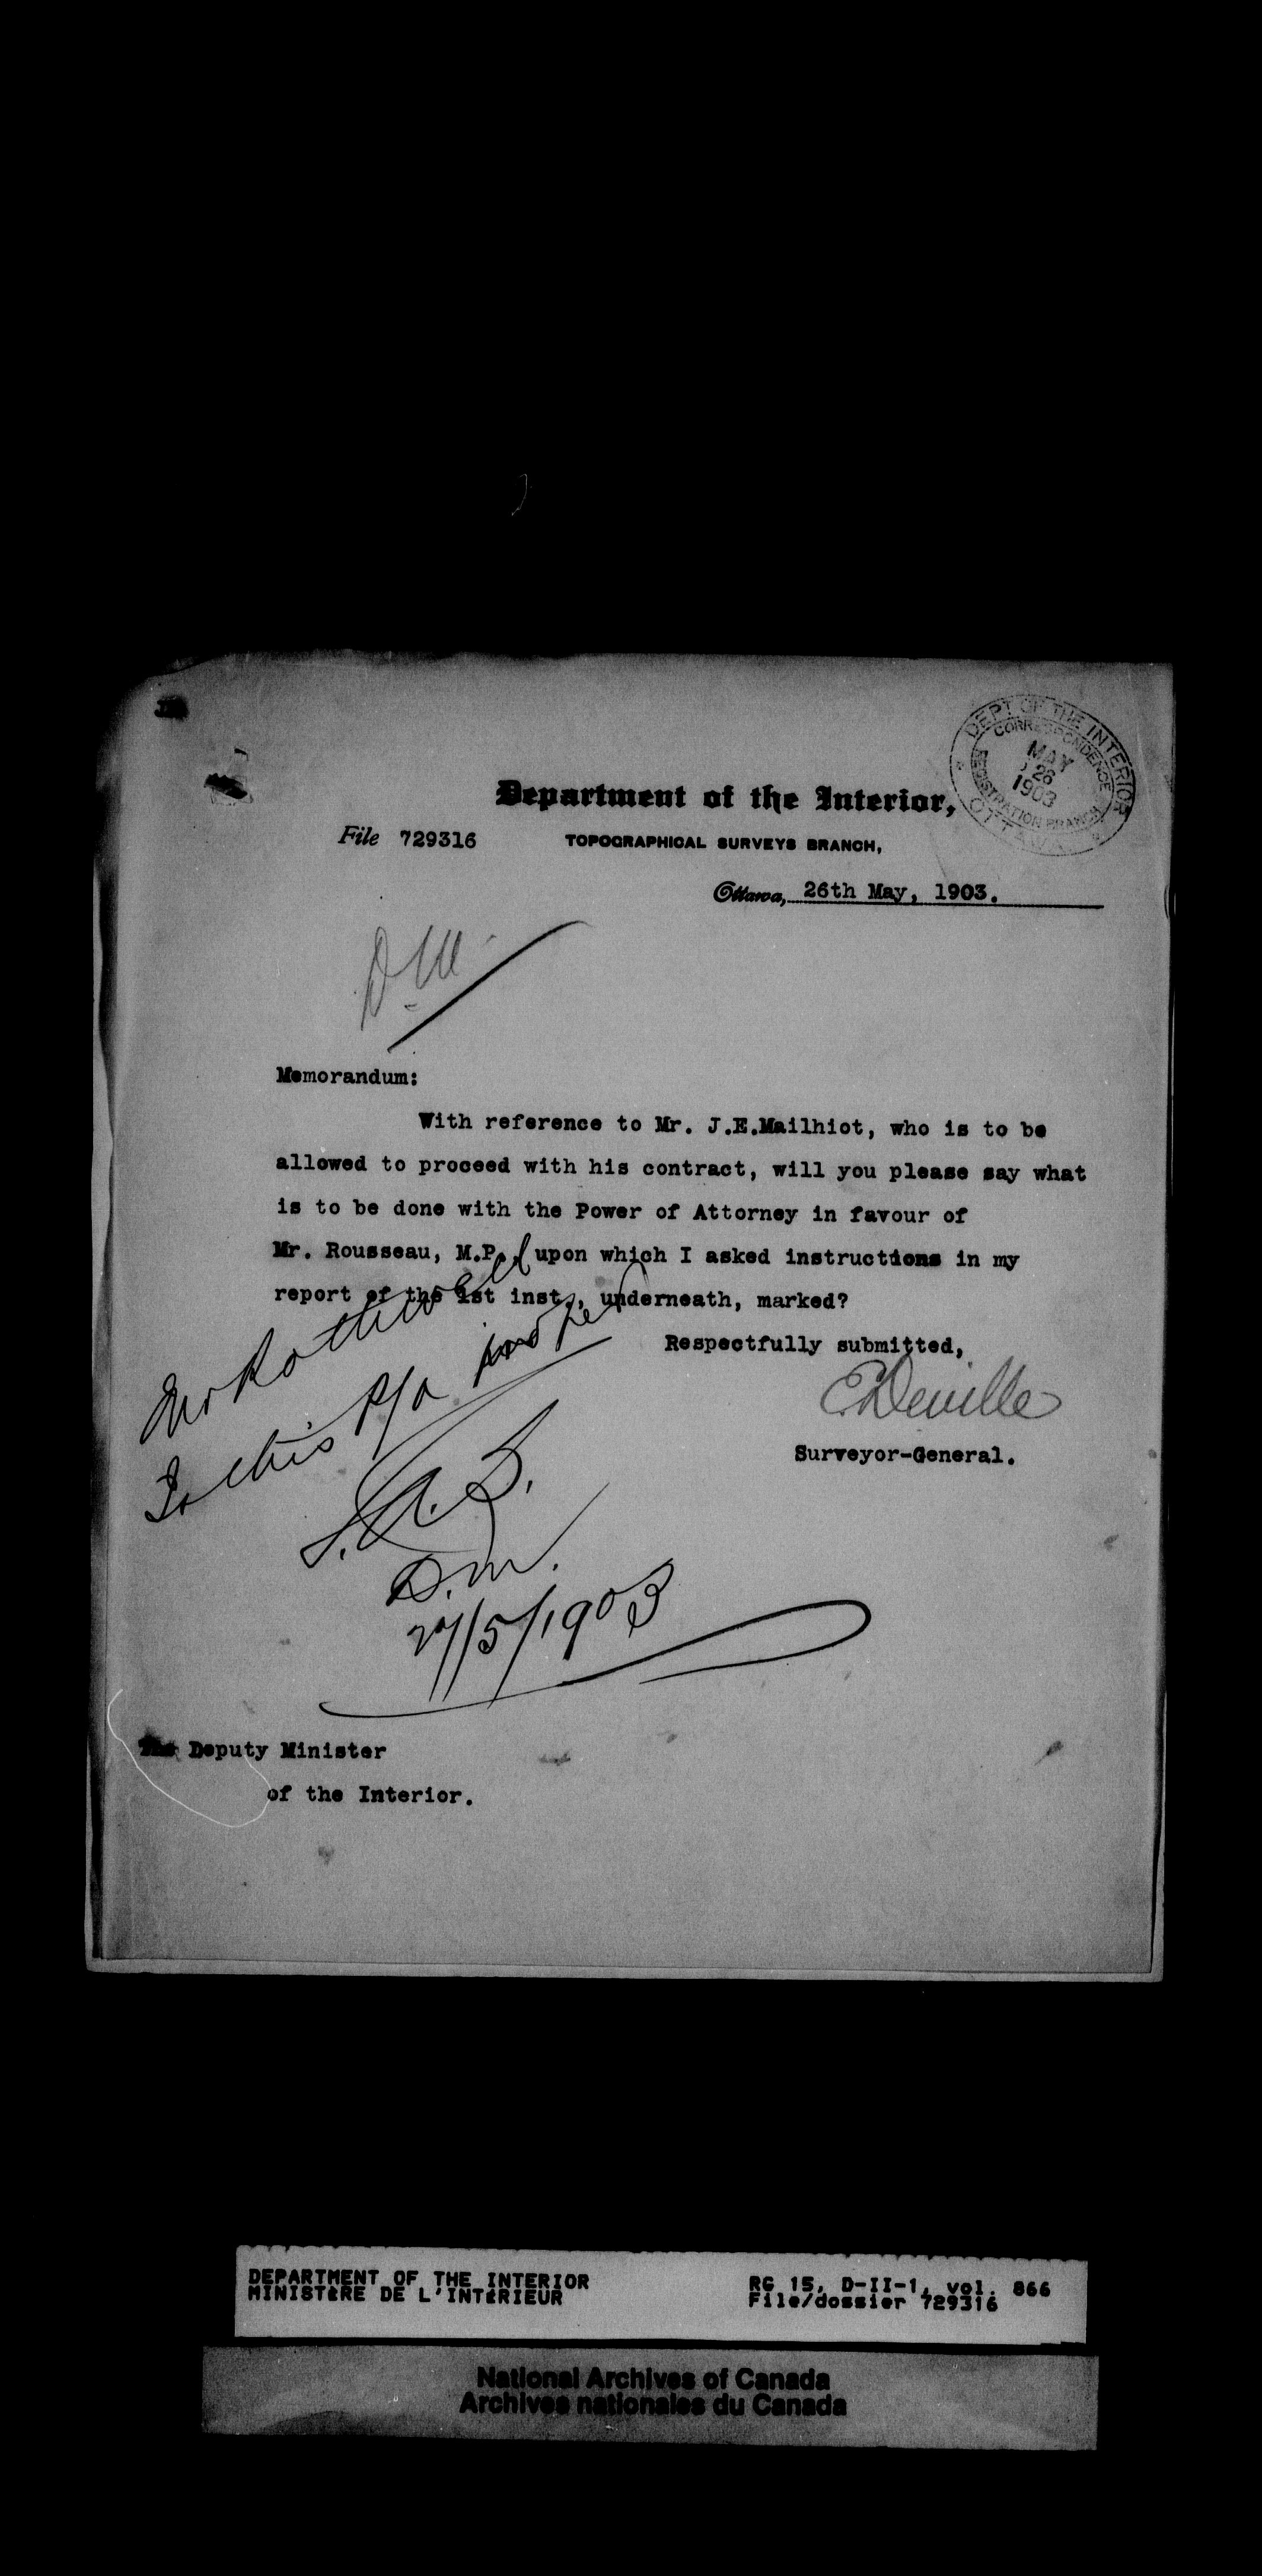 DEPT OF THE INTERIOR
CORRESPONDENCE
MAY
26
1903
REGISTRATION BRANCH
OTTAWA
Department of the Interior,
File 729316 TOPOGRAPHICAL SURVEYS BRANCH,
Ottawa, 26th May, 1903.
D.M.
Memorandum:
With reference to Mr. J.E.Mailhiot, who is to be
allowed to proceed with his contract, will you please say what
is to be done with the Power of Attorney in favour of
Mr. Rousseau, M.P., upon which I asked instructions in my
report of the 1st inst., underneath, marked?
Respectfully submitted,
E Deville
Surveyor-General.
Mr Rothwell
Is this P/A
J.A.S.
D.M.
27/5/1903
The Deputy Minister
of the Interior.
DEPARTMENT OF THE INTERIOR RG 15, D-II-1, vol. 866
MINISTÈRE DE L'INTÉRIEUR File/dossier 729316
National Archives of Canada
Archives nationales du Canada